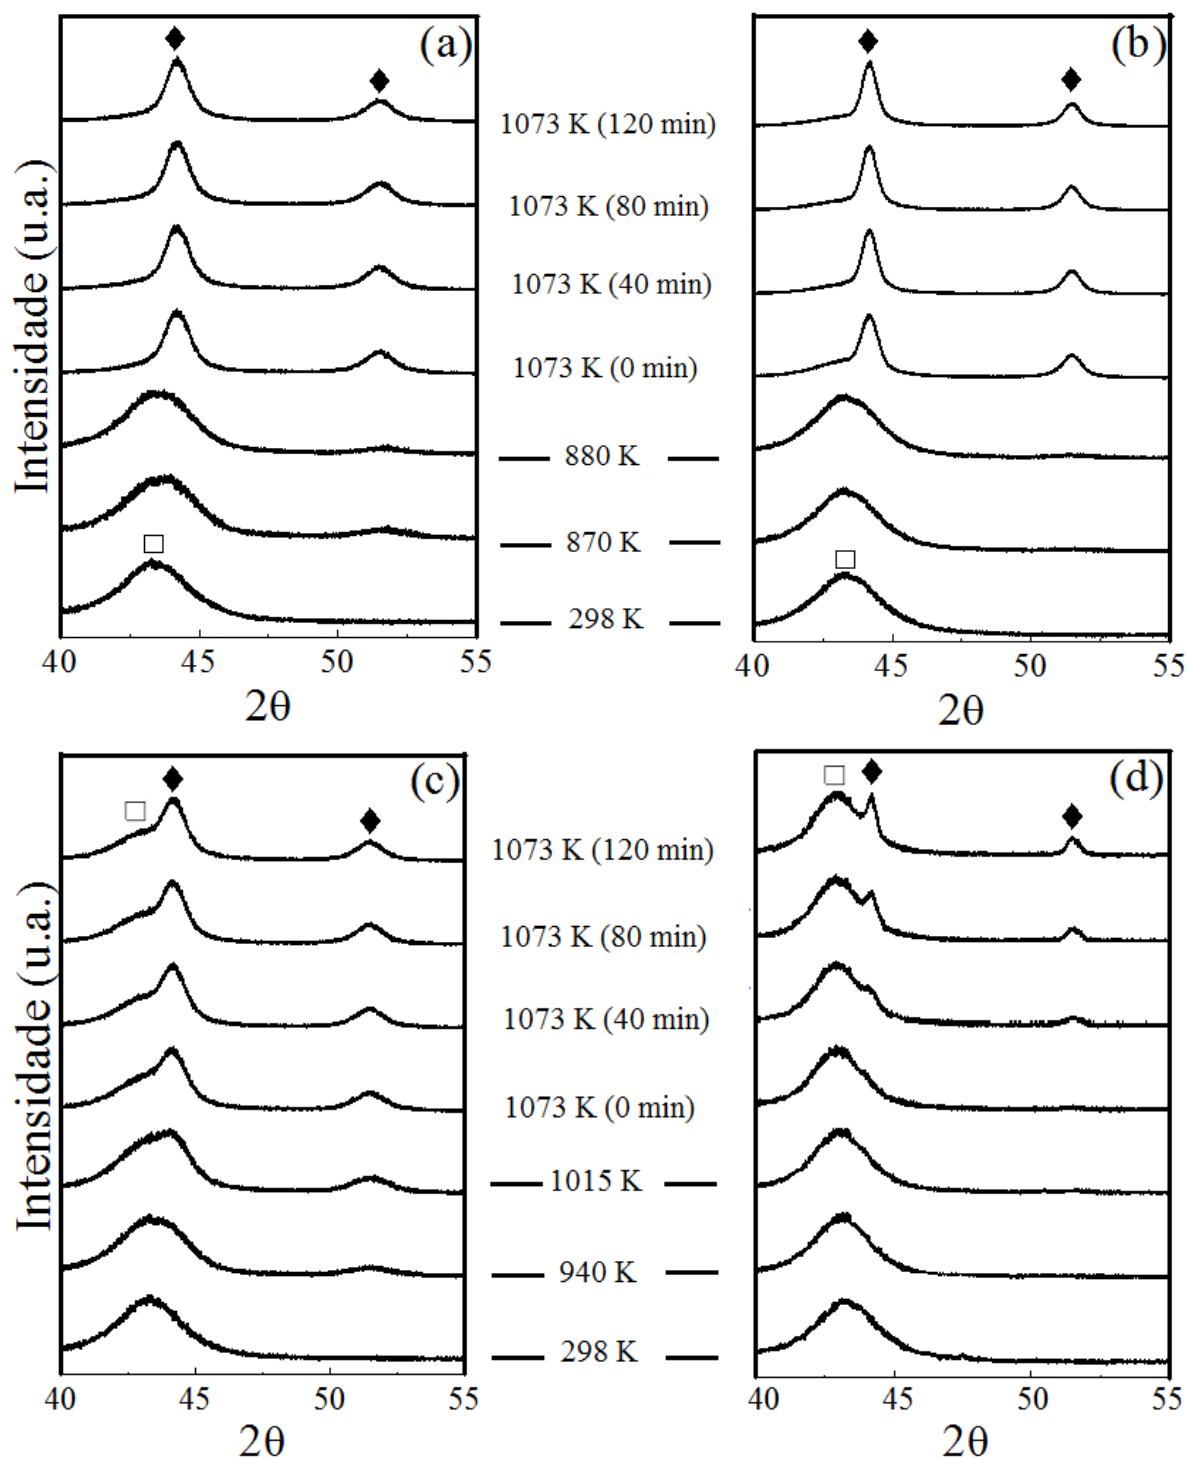 (a)
(b)
1073 K (120 min)
1073 K (80 min)
1073 K (40 min)
1073 K (0 min)
880 K
870 K
298 K
Intensidade (u.a.)
40 45 50 55
2θ
40 45 50 55
2θ
(c)
(d)
1073 K (120 min)
1073 K (80 min)
1073 K (40 min)
1073 K (0 min)
1015 K
940 K
298 K
Intensidade (u.a.)
40 45 50 55
2θ
40 45 50 55
2θ